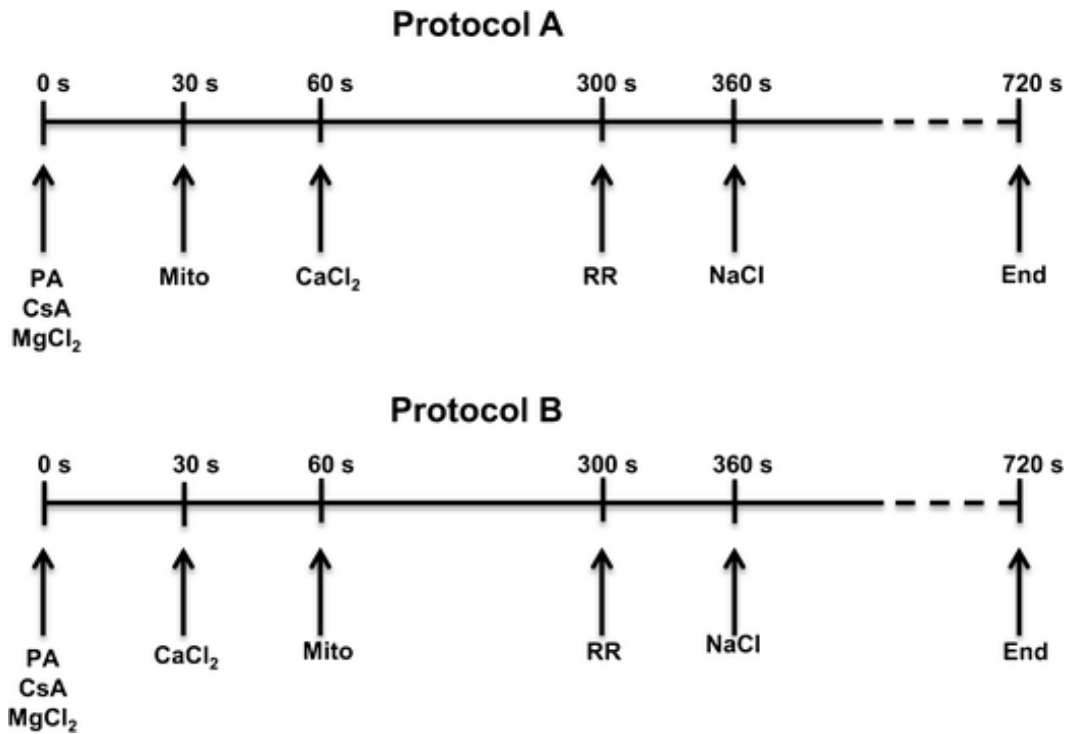 Protocol A
0 s 30 s 60 s 300 s 360 s 720 s
PA Mito CaCl₂ RR NaCl End
CsA
MgCl₂
Protocol B
0 s 30 s 60 s 300 s 360 s 720 s
PA CaCl₂ Mito RR NaCl End
CsA
MgCl₂